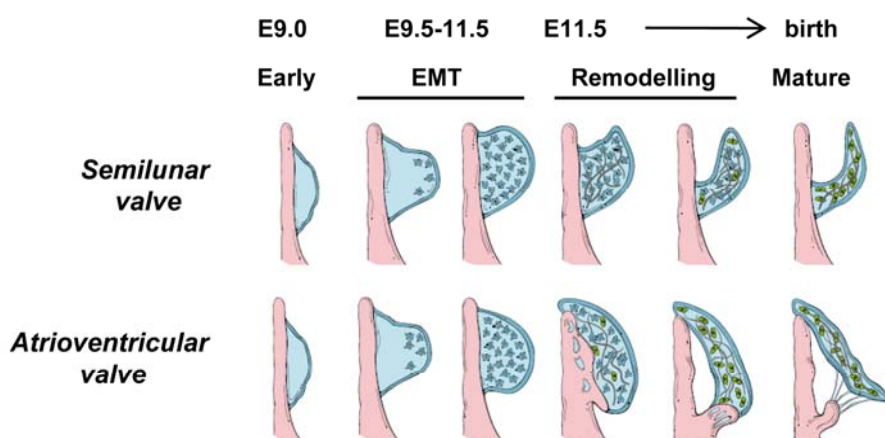 E9.0 E9.5-11.5 E11.5 birth
Early EMT Remodelling Mature
Semilunar
valve
Atrioventricular
valve